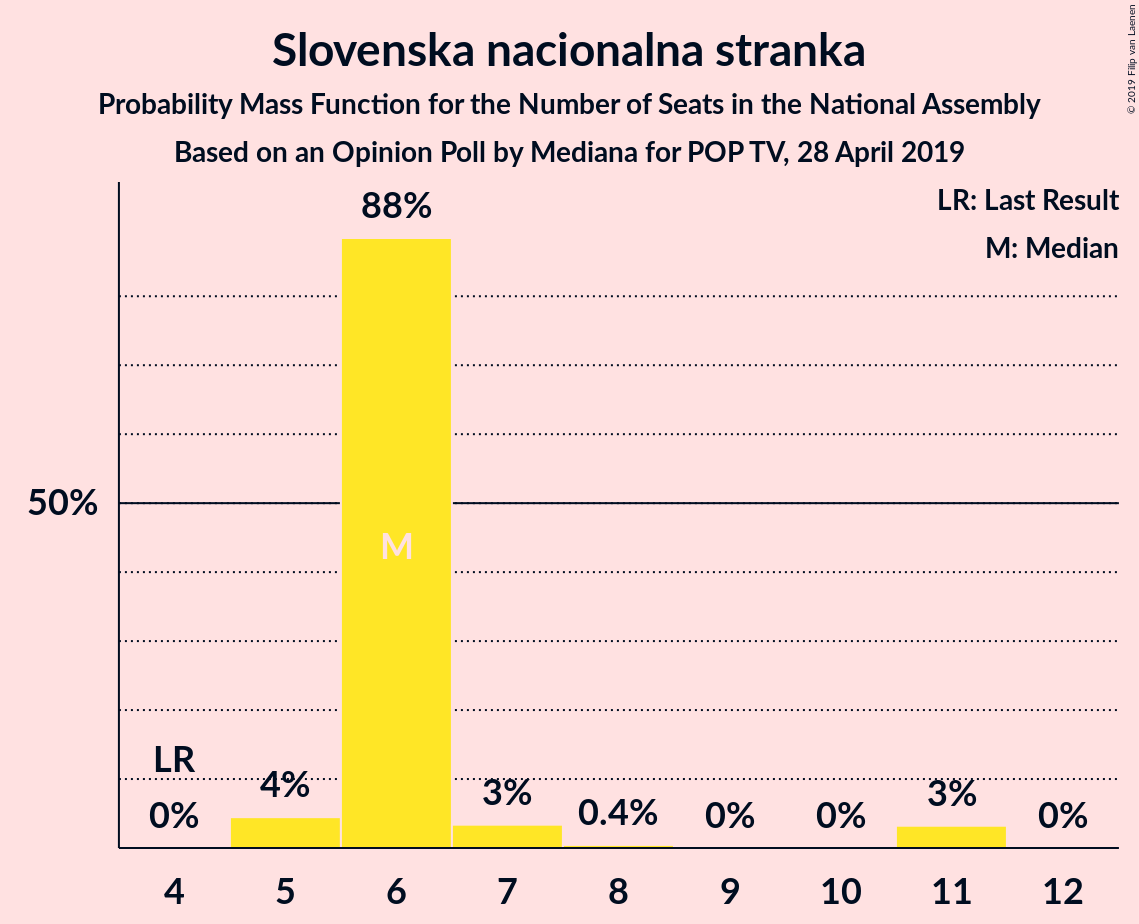 Slovenska nacionalna stranka
Probability Mass Function for the Number of Seats in the National Assembly
Based on an Opinion Poll by Mediana for POP TV, 28 April 2019
© 2019 Filip van Laenen
LR: Last Result
M: Median
88%
50%
M
LR
0%
4%
3%
0.4%
0%
0%
3%
0%
4 5 6 7 8 9 10 11 12